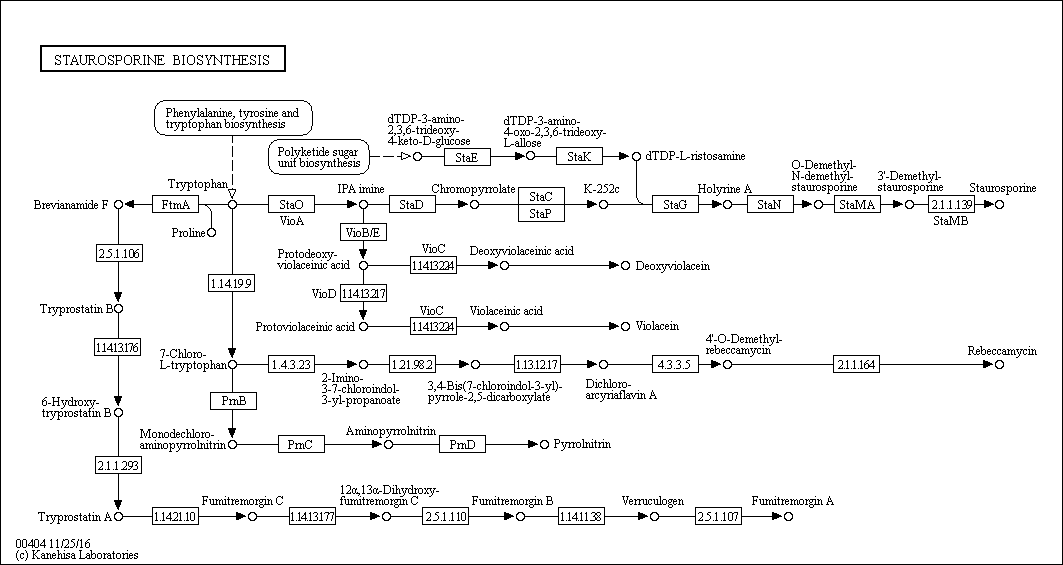 STAUROSPORINE BIOSYNTHESIS
Phenylalanine, tyrosine and
tryptophan biosynthesis
Polyketide sugar
unit biosynthesis
dTDP-3-amino-
2,3,6-trideoxy-
4-keto-D-glucose
StaE
dTDP-3-amino-
4-oxo-2,3,6-trideoxy-
L-allose
StaK
dTDP-L-ristosamine
Brevianamide F
FtmA
Proline
Tryptophan
StaO
VioA
IPA imine
StaD
Chromopyrrolate
StaC
StaP
K-252c
StaG
Holyrine A
StaN
O-Demethyl-
N-demethyl-
staurosporine
StaMA
3'-Demethyl-
staurosporine
2.1.1.139
StaMB
Staurosporine
VioB/E
2.5.1.106
Protodeoxy-
violaceinic acid
VioC
1.14.13.224
Deoxyviolaceinic acid
Deoxyviolacein
1.14.19.9
VioD
1.14.13.217
Tryprostatin B
Protoviolaceinic acid
VioC
1.14.13.224
Violaceinic acid
Violacein
1.14.13.176
7-Chloro-
L-tryptophan
1.4.3.23
2-Imino-
3-7-chloroindol-
3-yl-propanoate
1.21.98.2
3,4-Bis(7-chloroindol-3-yl)-
pyrrole-2,5-dicarboxylate
1.13.12.17
Dichloro-
arcyriaflavin A
4.3.3.5
4'-O-Demethyl-
rebeccamycin
2.1.1.164
Rebeccamycin
PrnB
6-Hydroxy-
tryprostatin B
Monodechloro-
aminopyrrolnitrin
PrnC
Aminopyrrolnitrin
PrnD
Pyrrolnitrin
2.1.1.293
Tryprostatin A
1.14.21.10
Fumitremorgin C
1.14.13.177
12α,13α-Dihydroxy-
fumitremorgin C
2.5.1.110
Fumitremorgin B
1.14.11.38
Verruculogen
2.5.1.107
Fumitremorgin A
00404 11/25/16
(c) Kanehisa Laboratories